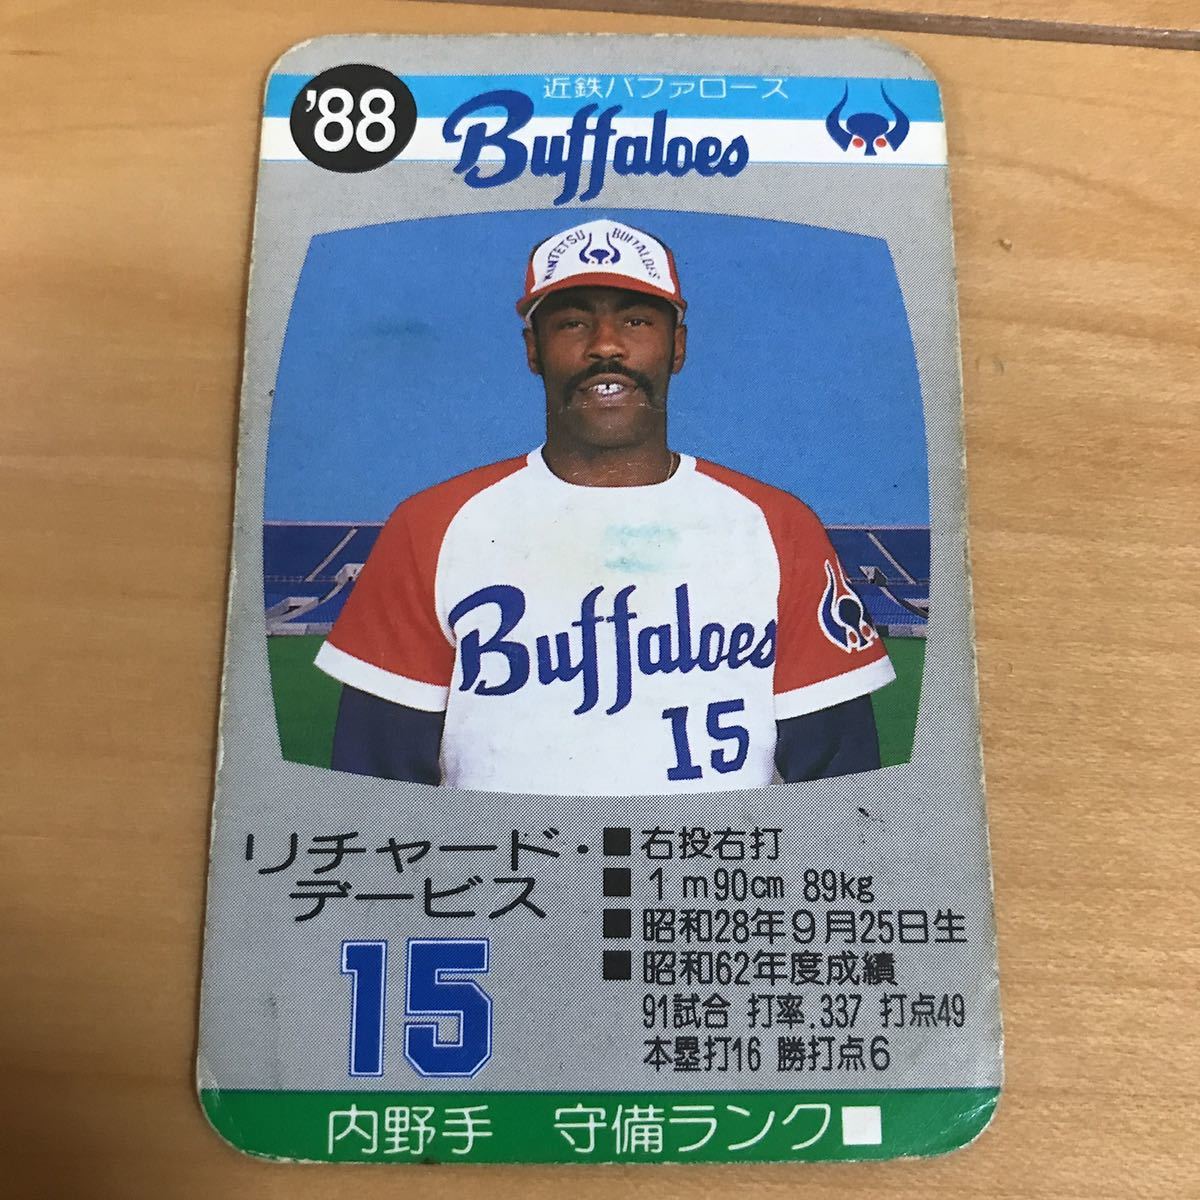 '88
近鉄バファローズ
Buffaloes
KINTETSU BUFFALOES
Buffaloes
15
リチャード・
デービス
15
■右投右打
■1m90cm 89kg
■昭和28年9月25日生
■昭和62年度成績
91試合 打率.337 打点49
本塁打16 勝打点6
内野手 守備ランク□